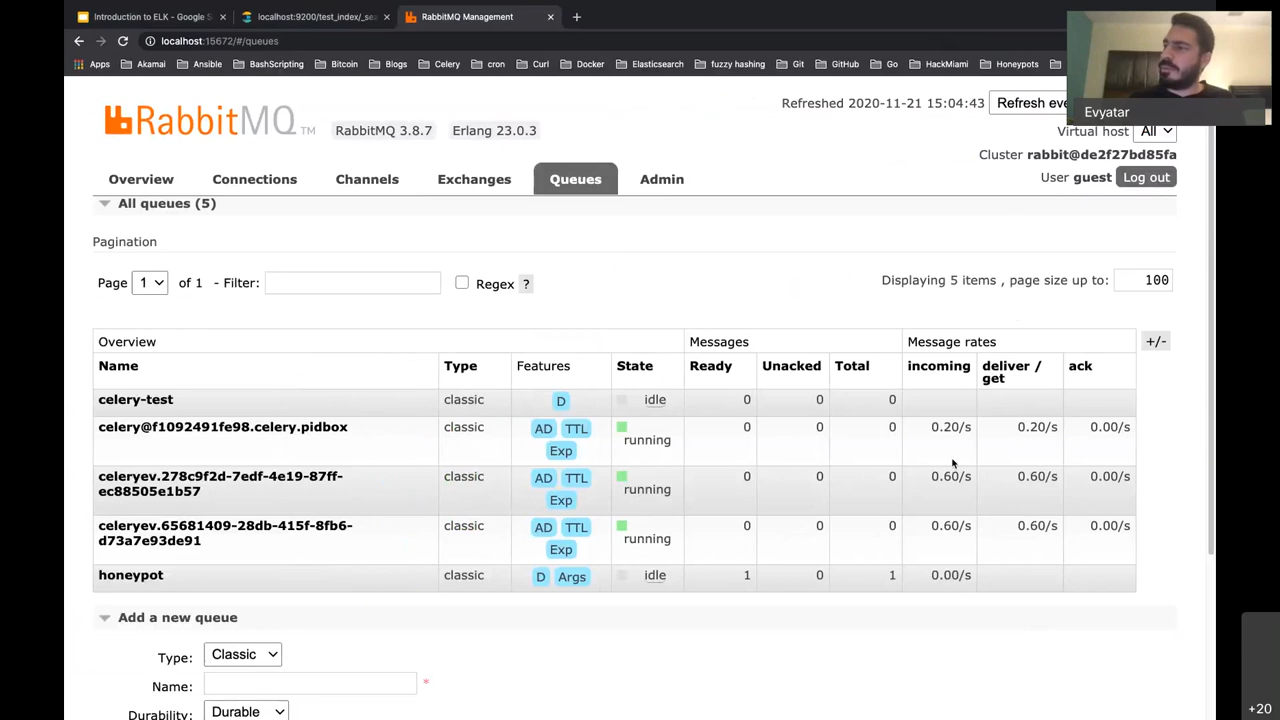 Introduction to ELK - Google S
localhost:9200/test_index/_sea
RabbitMQ Management
localhost:15672/#/queues
Apps Akamai Ansible BashScripting Bitcoin Blogs Celery cron Curl Docker Elasticsearch fuzzy hashing Git GitHub Go HackMiami Honeypots
Evyatar
RabbitMQ TM RabbitMQ 3.8.7 Erlang 23.0.3
Refreshed 2020-11-21 15:04:43 Refresh eve
Virtual host All
Cluster rabbit@de2f27bd85fa
User guest Log out
Overview Connections Channels Exchanges Queues Admin
All queues (5)
Pagination
Page 1 of 1 - Filter: Regex ? Displaying 5 items , page size up to: 100
Overview Messages Message rates +/-
Name Type Features State Ready Unacked Total incoming deliver / get ack
celery-test classic D idle 0 0 0
celery@f1092491fe98.celery.pidbox classic AD TTL Exp running 0 0 0 0.20/s 0.20/s 0.00/s
celeryev.278c9f2d-7edf-4e19-87ff-
ec88505e1b57 classic AD TTL Exp running 0 0 0 0.60/s 0.60/s 0.00/s
celeryev.65681409-28db-415f-8fb6-
d73a7e93de91 classic AD TTL Exp running 0 0 0 0.60/s 0.60/s 0.00/s
honeypot classic D Args idle 1 0 1 0.00/s
Add a new queue
Type: Classic
Name: *
Durability: Durable
+20